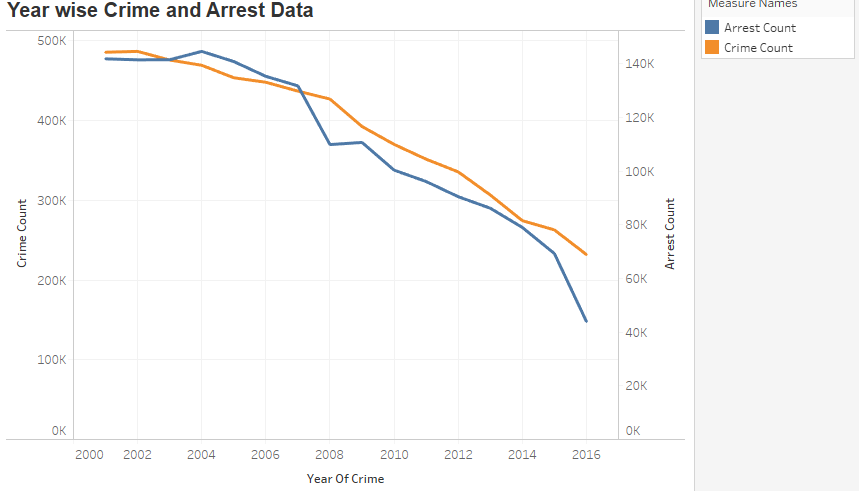 Year wise Crime and Arrest Data
Measure Names
Arrest Count
Crime Count
500K
400K
300K
200K
100K
0K
Crime Count
140K
120K
100K
80K
60K
40K
20K
0K
Arrest Count
2000 2002 2004 2006 2008 2010 2012 2014 2016
Year Of Crime